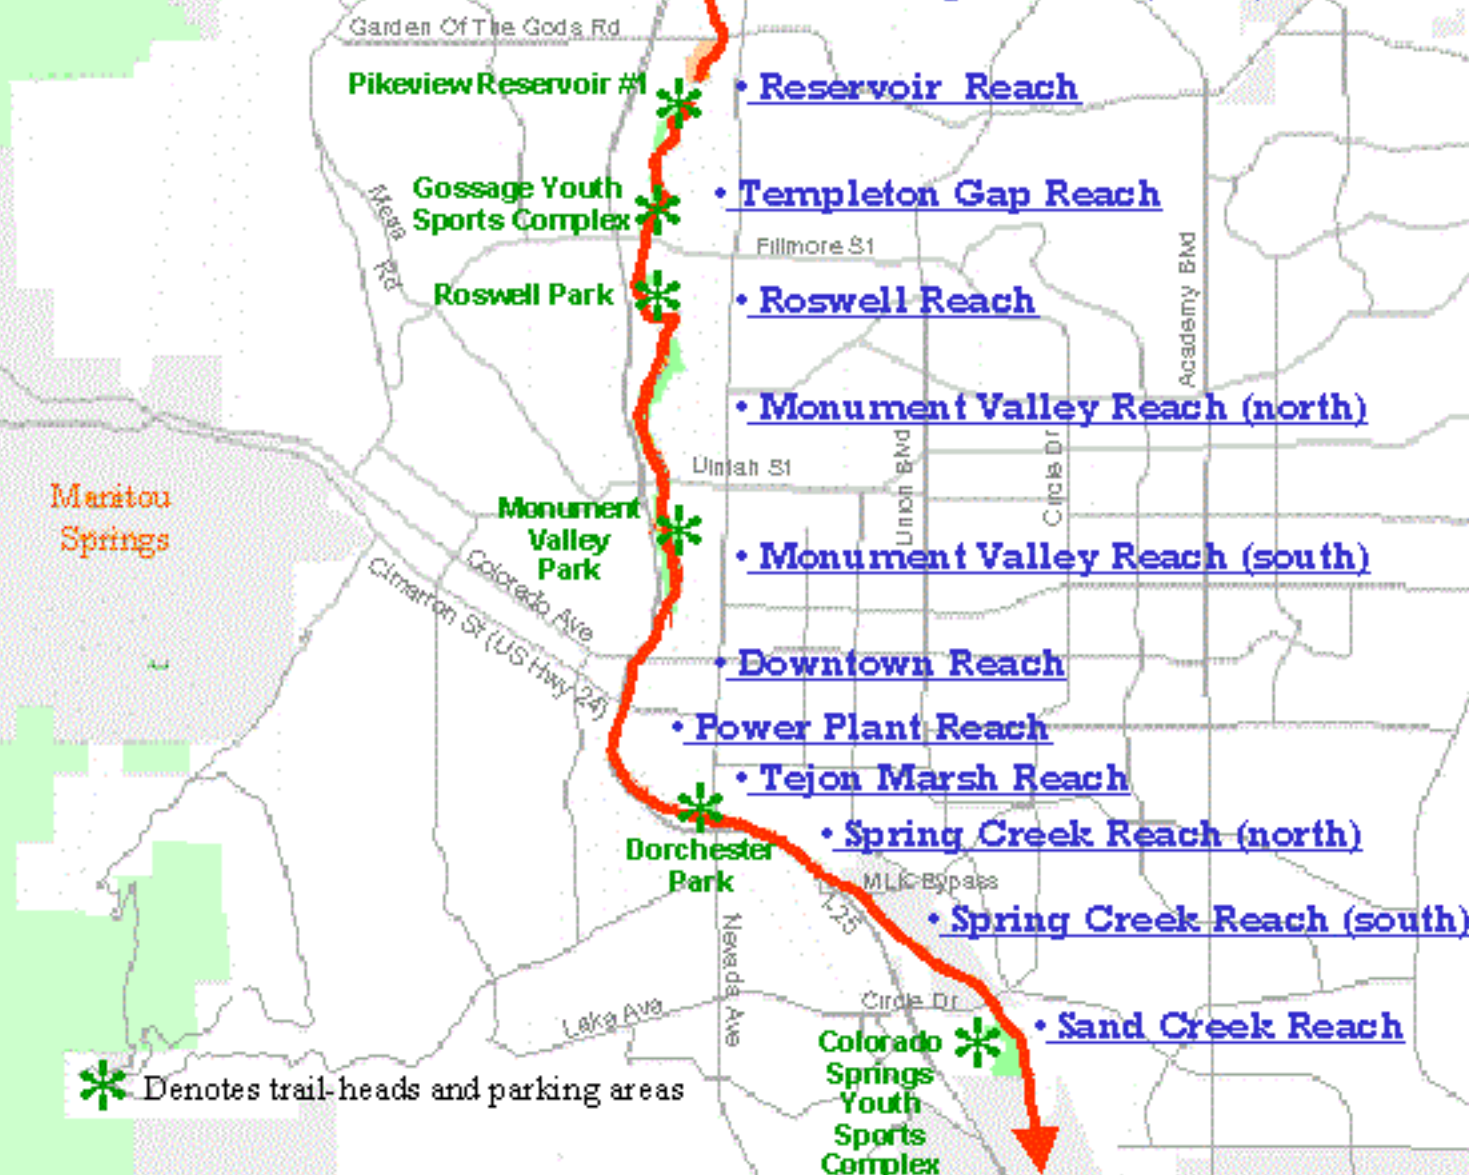 Garden Of The Gods Rd
Pikeview Reservoir #1
• Reservoir Reach
Gossage Youth
Sports Complex
• Templeton Gap Reach
Mesa Rd
Fillmore St
Academy Blvd
Roswell Park
• Roswell Reach
• Monument Valley Reach (north)
Uintah St
Union Blvd
Circle Dr
Manitou
Springs
Monument
Valley
Park
• Monument Valley Reach (south)
Colorado Ave
Cimarron St (US Hwy 24)
• Downtown Reach
• Power Plant Reach
• Tejon Marsh Reach
• Spring Creek Reach (north)
Dorchester
Park
MLK Bypass
I-25
• Spring Creek Reach (south)
Nevada Ave
Lake Ave
Circle Dr
• Sand Creek Reach
Colorado
Springs
Youth
Sports
Complex
Denotes trail-heads and parking areas